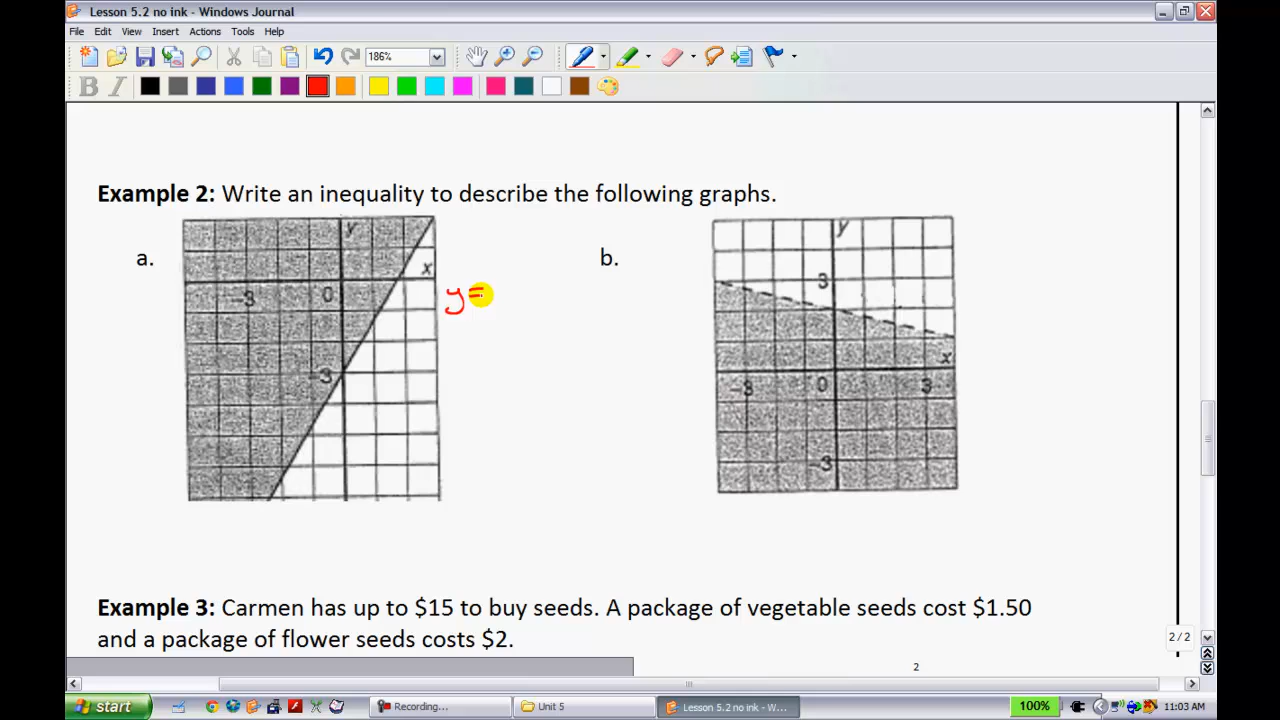 Lesson 5.2 no ink - Windows Journal
File Edit View Insert Actions Tools Help
186%
B I
Example 2: Write an inequality to describe the following graphs.
a.
y
x
-3 0
-3
y=
b.
y
3
x
-3 0 3
-3
Example 3: Carmen has up to $15 to buy seeds. A package of vegetable seeds cost $1.50
and a package of flower seeds costs $2.
2/2
2
start
Recording...
Unit 5
Lesson 5.2 no ink - W...
100%
11:03 AM